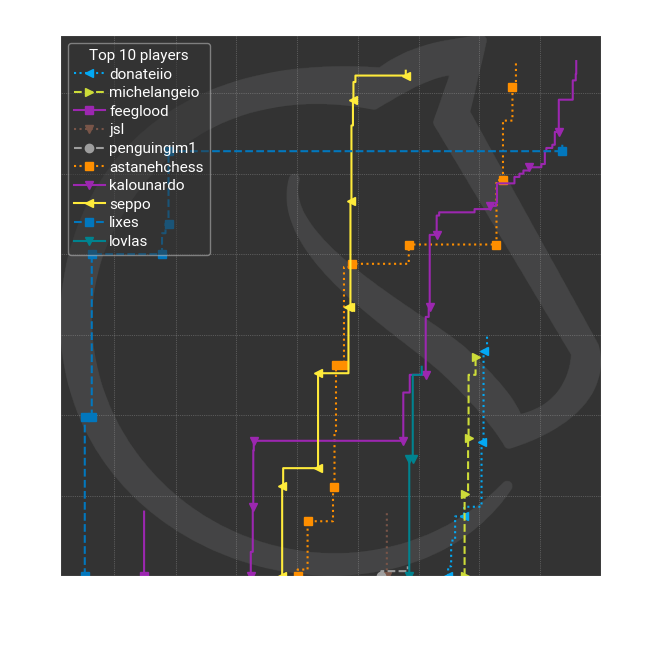 Top 10 players
donateiio
michelangeio
feeglood
jsl
penguingim1
astanehchess
kalounardo
seppo
lixes
lovlas